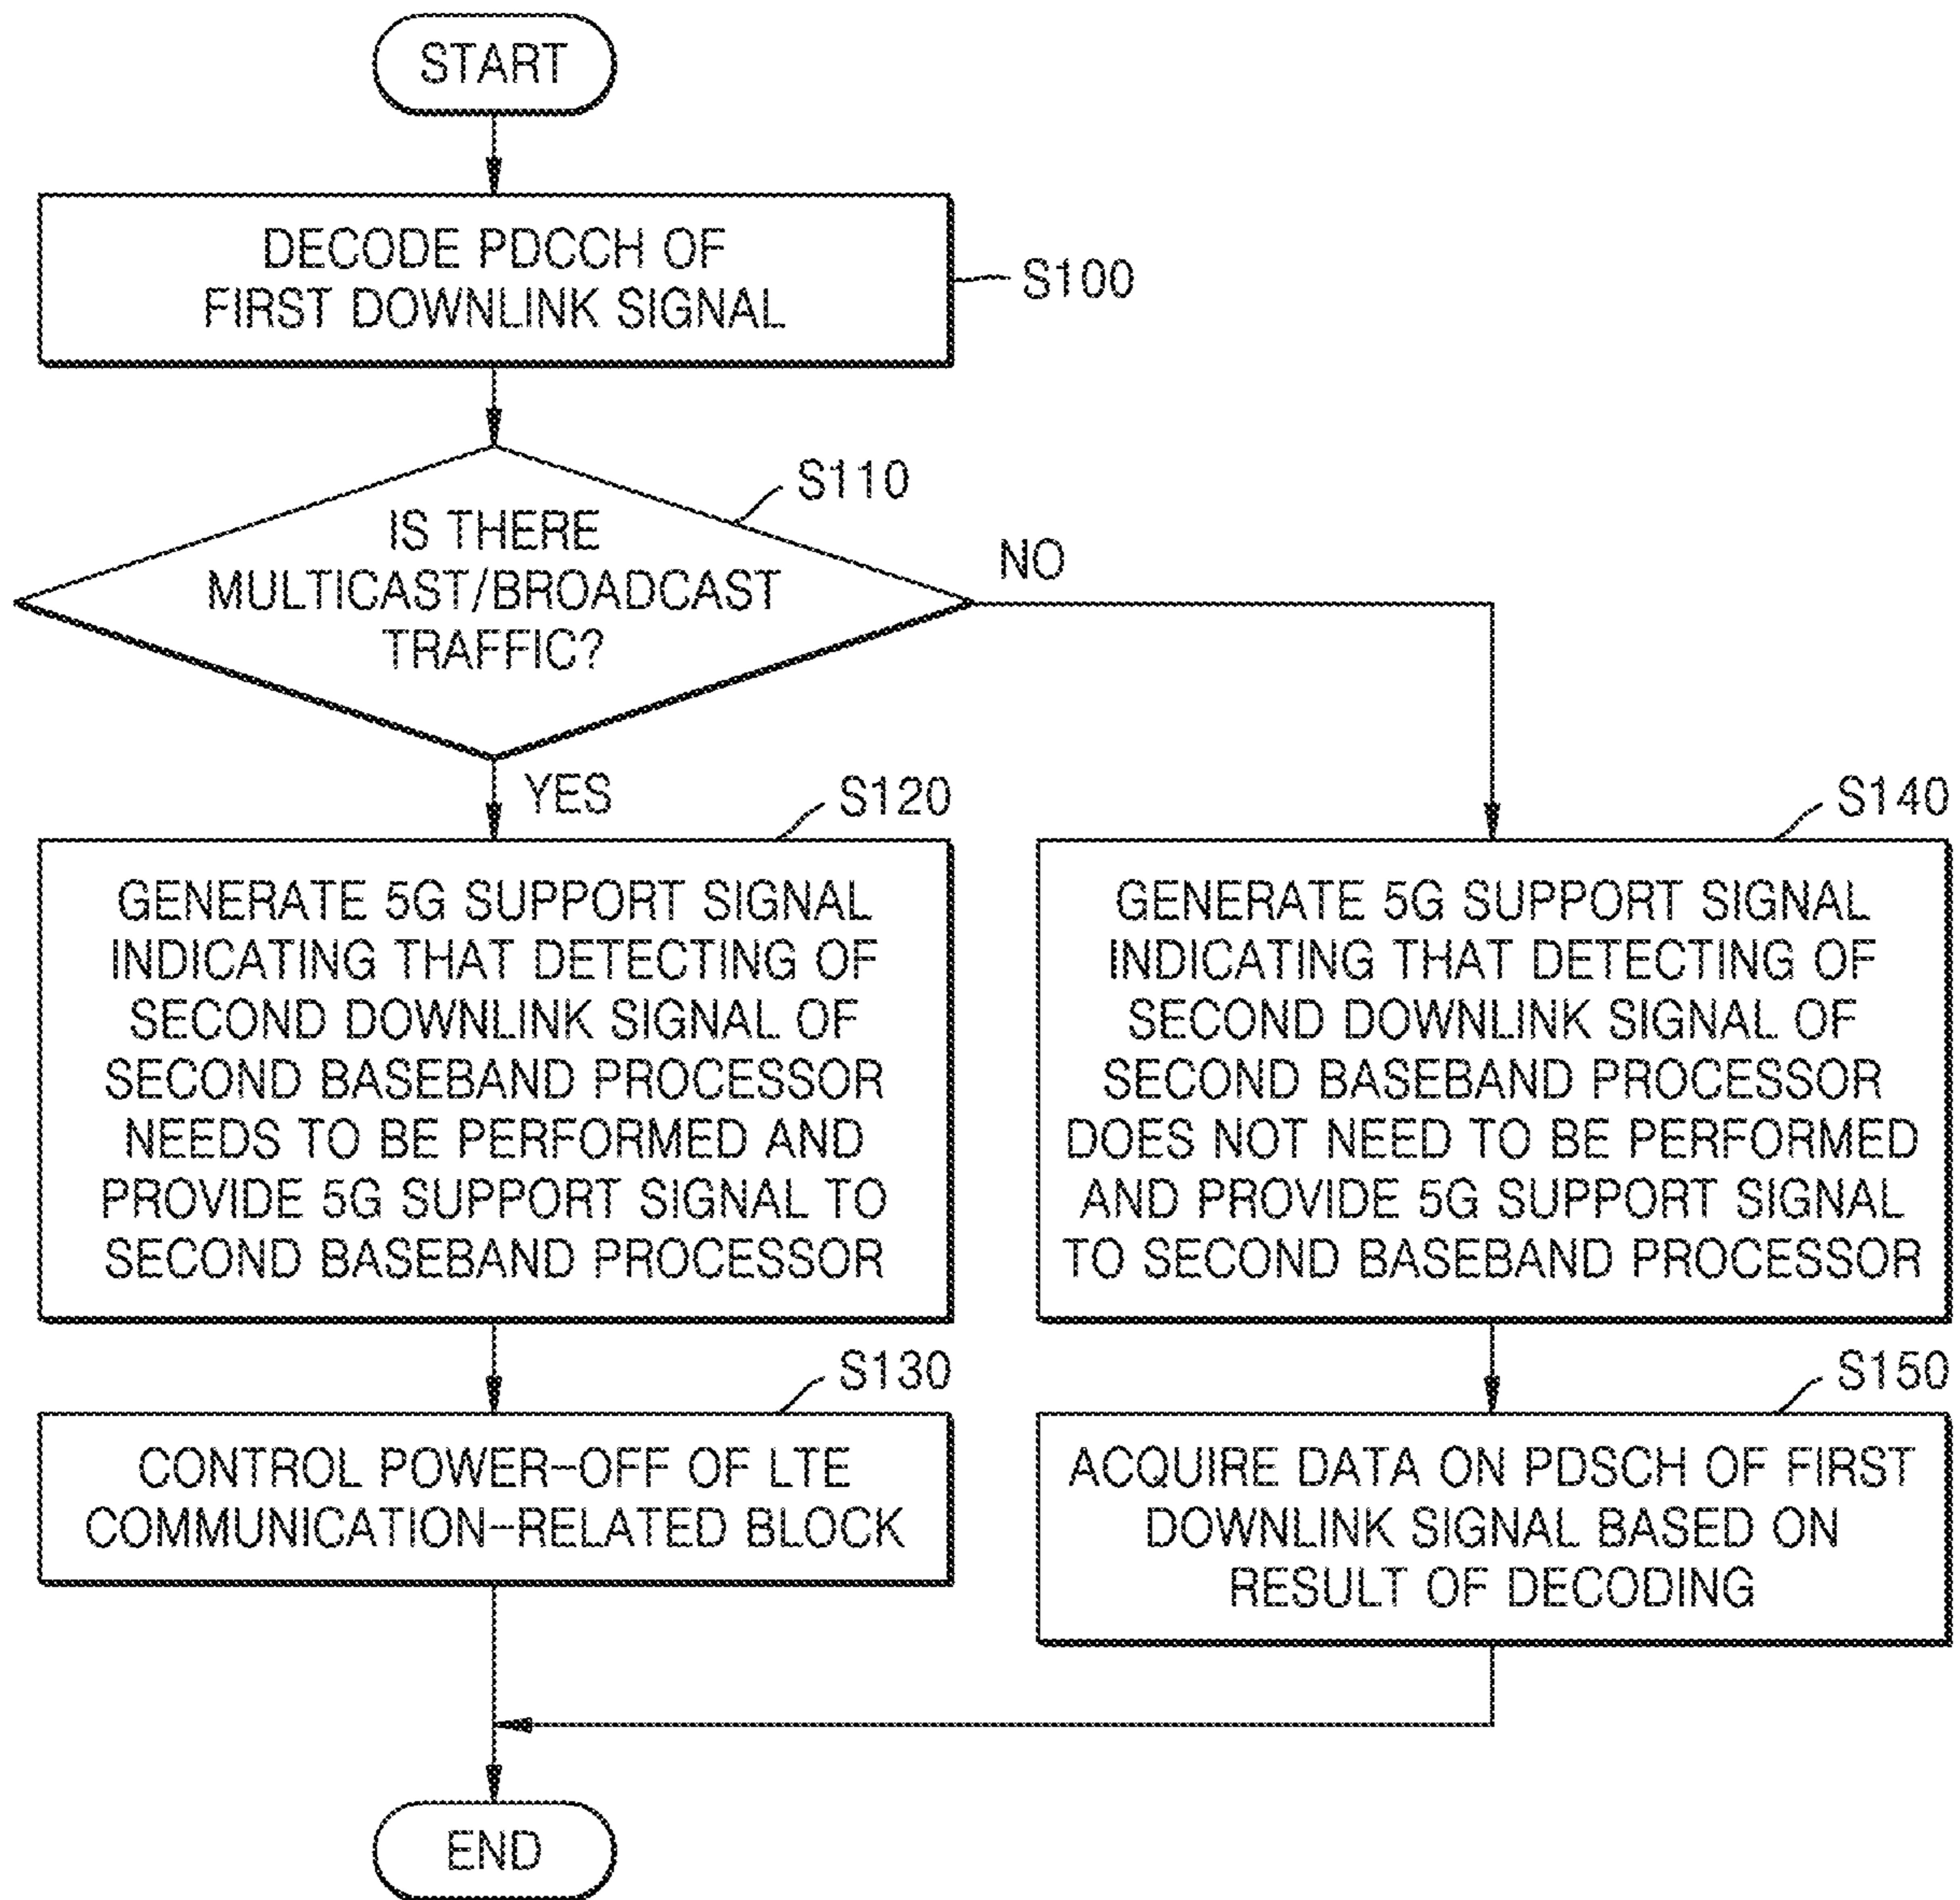 START
DECODE PDCCH OF
FIRST DOWNLINK SIGNAL
S100
S110
IS THERE
MULTICAST/BROADCAST
TRAFFIC?
NO
YES
S120
GENERATE 5G SUPPORT SIGNAL
INDICATING THAT DETECTING OF
SECOND DOWNLINK SIGNAL OF
SECOND BASEBAND PROCESSOR
NEEDS TO BE PERFORMED AND
PROVIDE 5G SUPPORT SIGNAL TO
SECOND BASEBAND PROCESSOR
S140
GENERATE 5G SUPPORT SIGNAL
INDICATING THAT DETECTING OF
SECOND DOWNLINK SIGNAL OF
SECOND BASEBAND PROCESSOR
DOES NOT NEED TO BE PERFORMED
AND PROVIDE 5G SUPPORT SIGNAL
TO SECOND BASEBAND PROCESSOR
S130
CONTROL POWER-OFF OF LTE
COMMUNICATION-RELATED BLOCK
S150
ACQUIRE DATA ON PDSCH OF FIRST
DOWNLINK SIGNAL BASED ON
RESULT OF DECODING
END